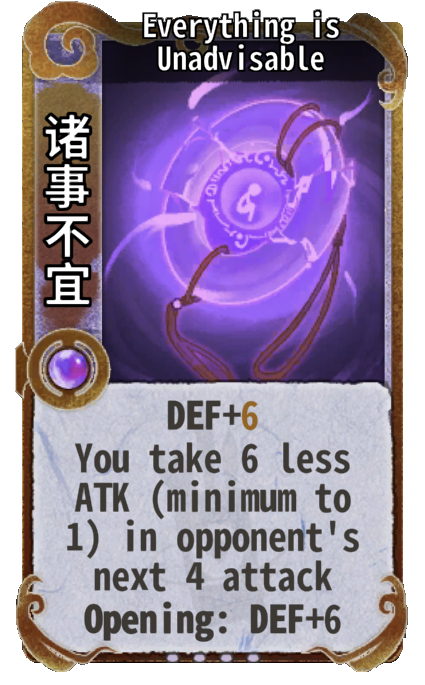 Everything is
Unadvisable
诸事不宜
DEF+6
You take 6 less
ATK (minimum to
1) in opponent's
next 4 attack
Opening: DEF+6